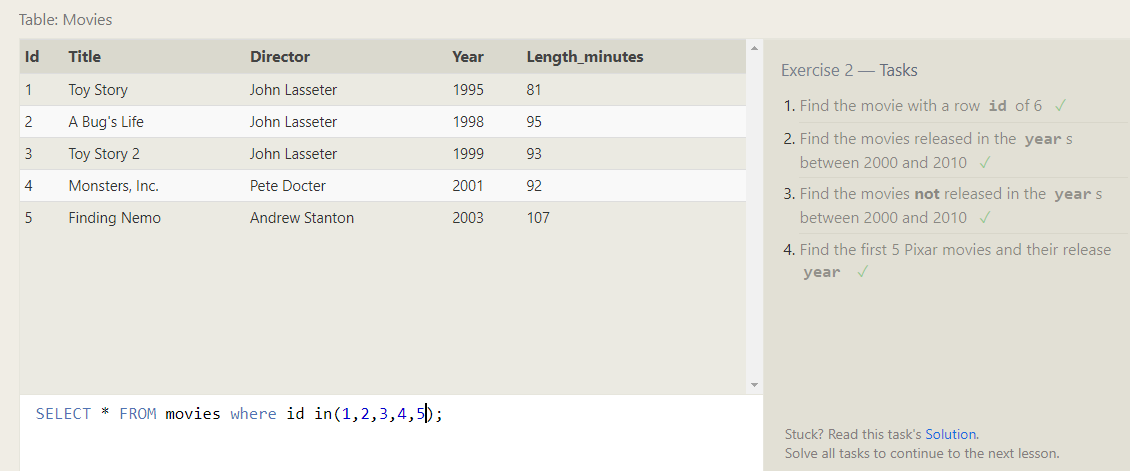 Table: Movies
Id Title Director Year Length_minutes
1 Toy Story John Lasseter 1995 81
2 A Bug's Life John Lasseter 1998 95
3 Toy Story 2 John Lasseter 1999 93
4 Monsters, Inc. Pete Docter 2001 92
5 Finding Nemo Andrew Stanton 2003 107
SELECT * FROM movies where id in(1,2,3,4,5);
Exercise 2 — Tasks
1. Find the movie with a row id of 6 ✓
2. Find the movies released in the year s
between 2000 and 2010 ✓
3. Find the movies not released in the year s
between 2000 and 2010 ✓
4. Find the first 5 Pixar movies and their release
year ✓
Stuck? Read this task's Solution.
Solve all tasks to continue to the next lesson.